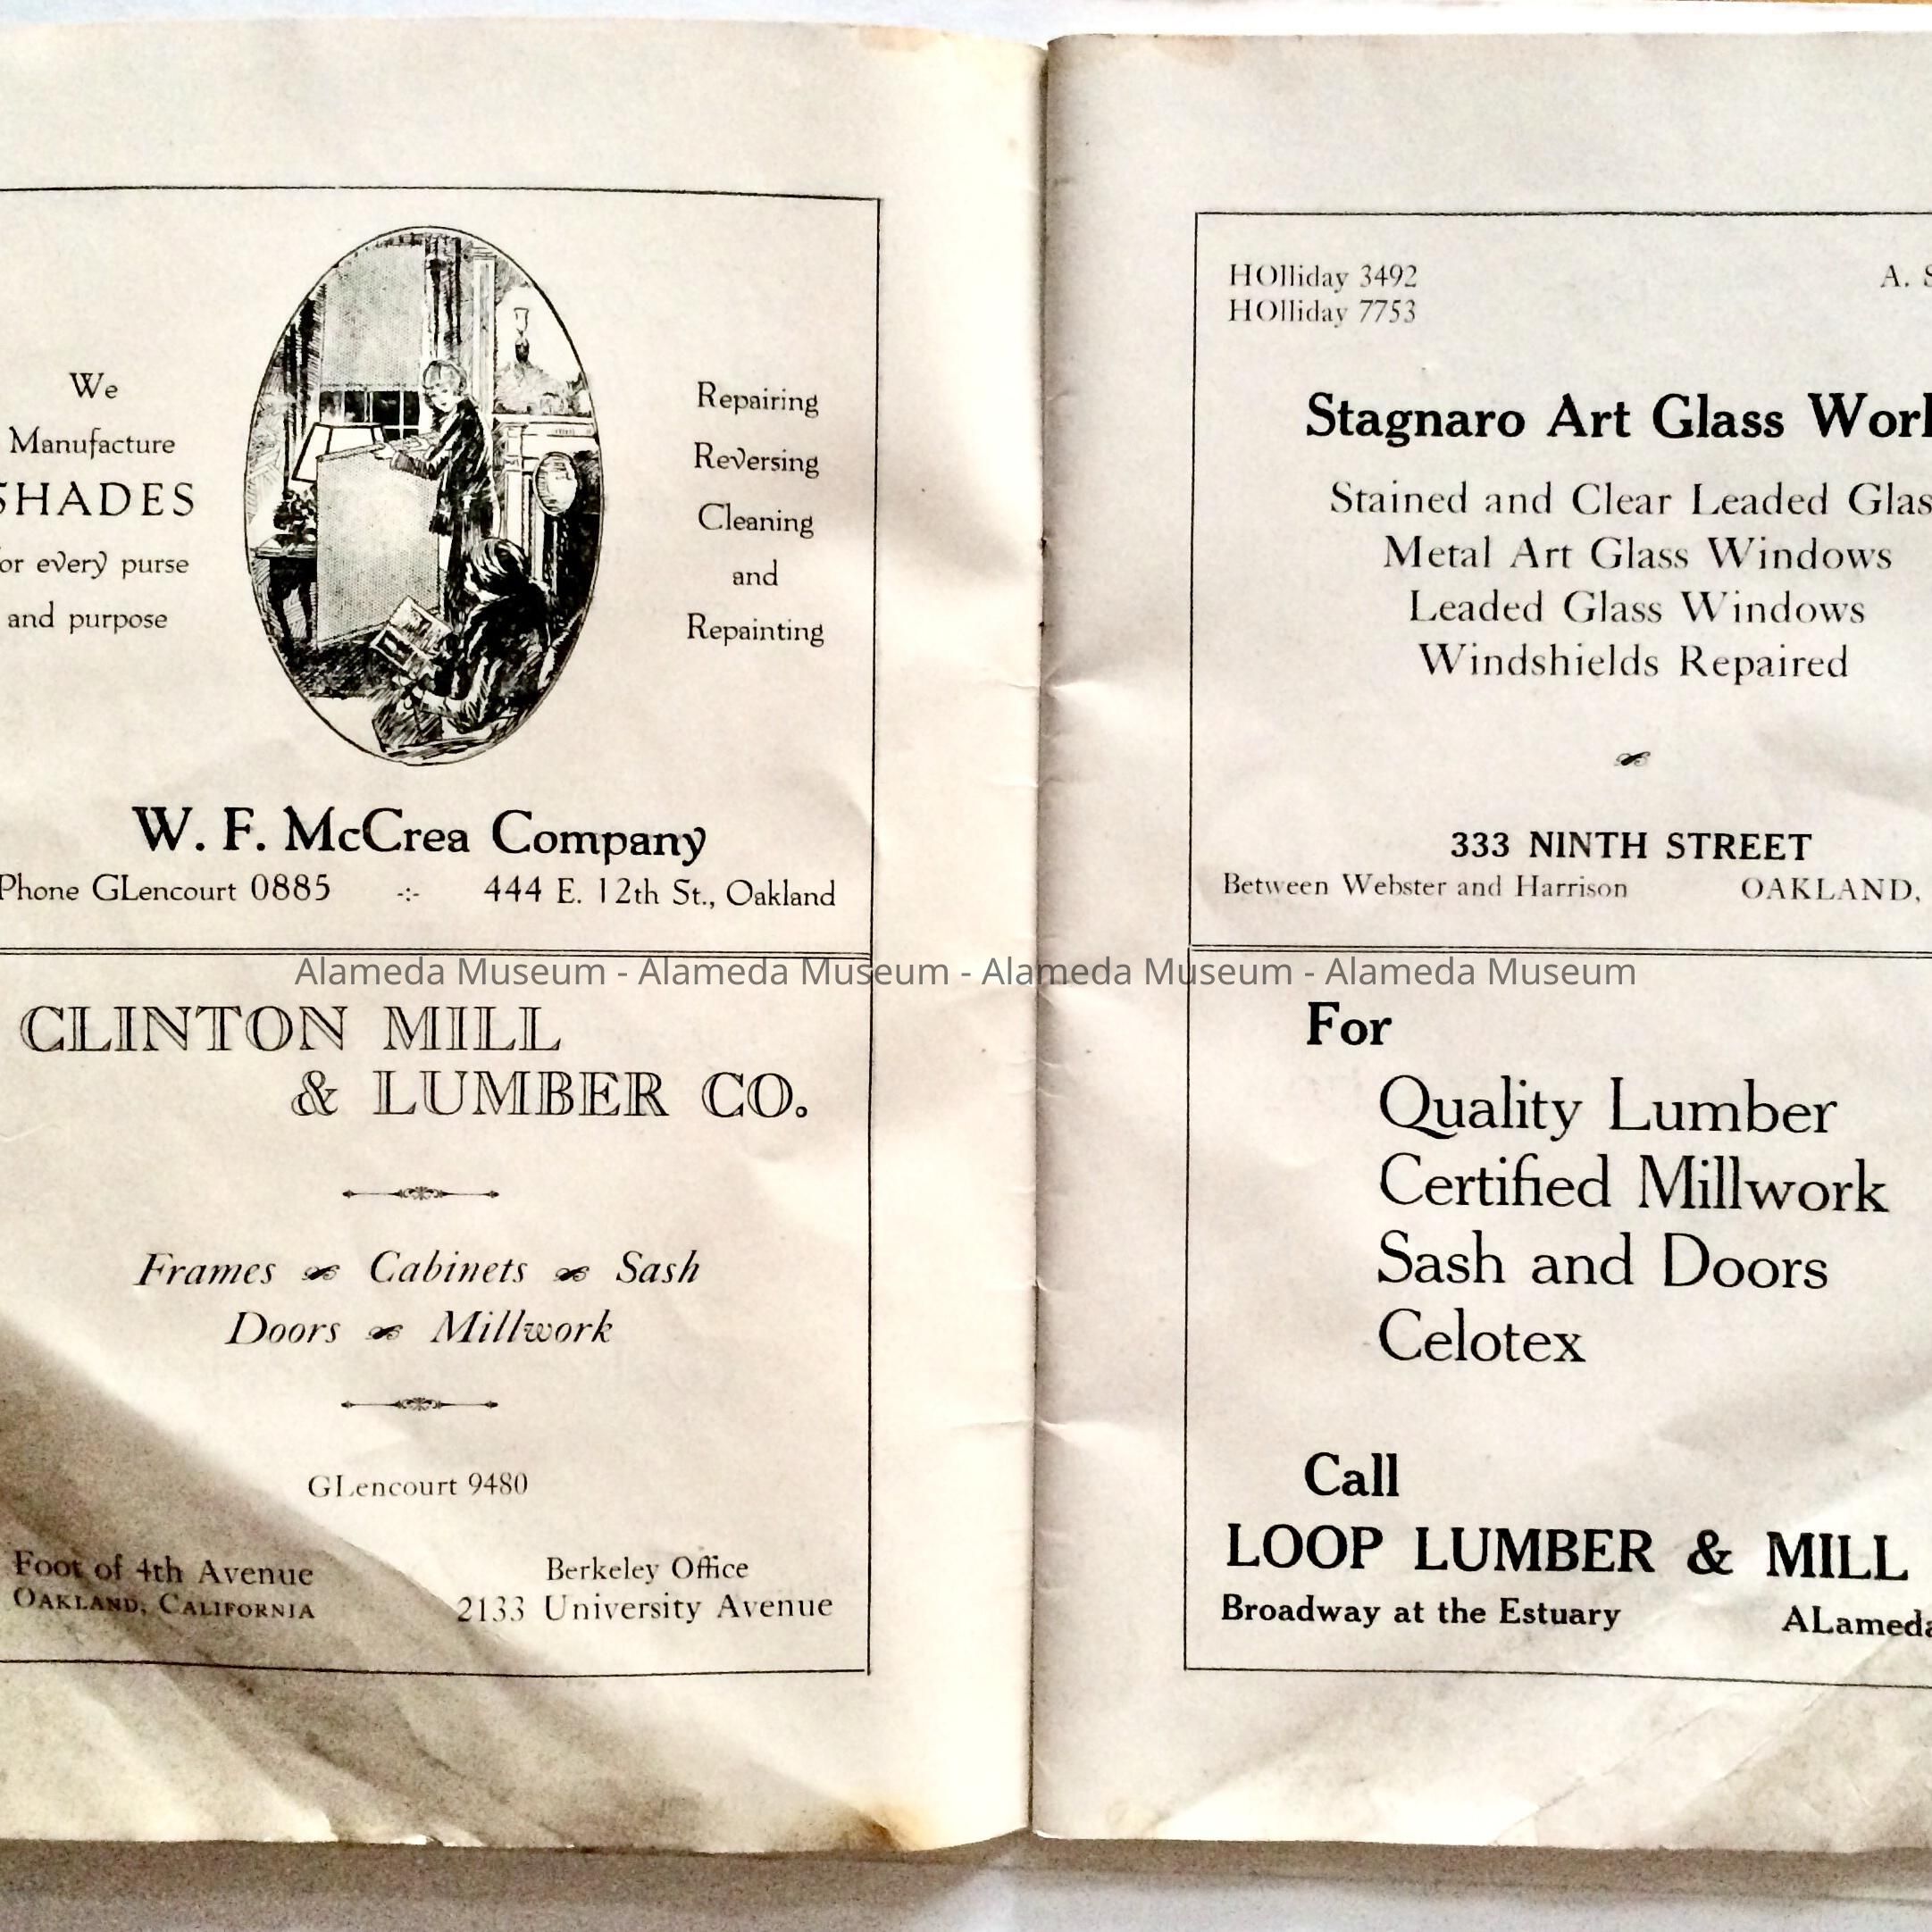 We
Manufacture
SHADES
or every purse
and purpose
Repairing
Reversing
Cleaning
and
Repainting
W. F. McCrea Company
Phone GLencourt 0885 -:- 444 E. 12th St., Oakland
CLINTON MILL
& LUMBER CO.
Frames Cabinets Sash
Doors Millwork
GLencourt 9480
Foot of 4th Avenue
OAKLAND, CALIFORNIA
Berkeley Office
2133 University Avenue
HOlliday 3492
HOlliday 7753
A. S
Stagnaro Art Glass Work
Stained and Clear Leaded Glas
Metal Art Glass Windows
Leaded Glass Windows
Windshields Repaired
333 NINTH STREET
Between Webster and Harrison OAKLAND,
For
Quality Lumber
Certified Millwork
Sash and Doors
Celotex
Call
LOOP LUMBER & MILL
Broadway at the Estuary ALameda
Alameda Museum - Alameda Museum - Alameda Museum - Alameda Museum